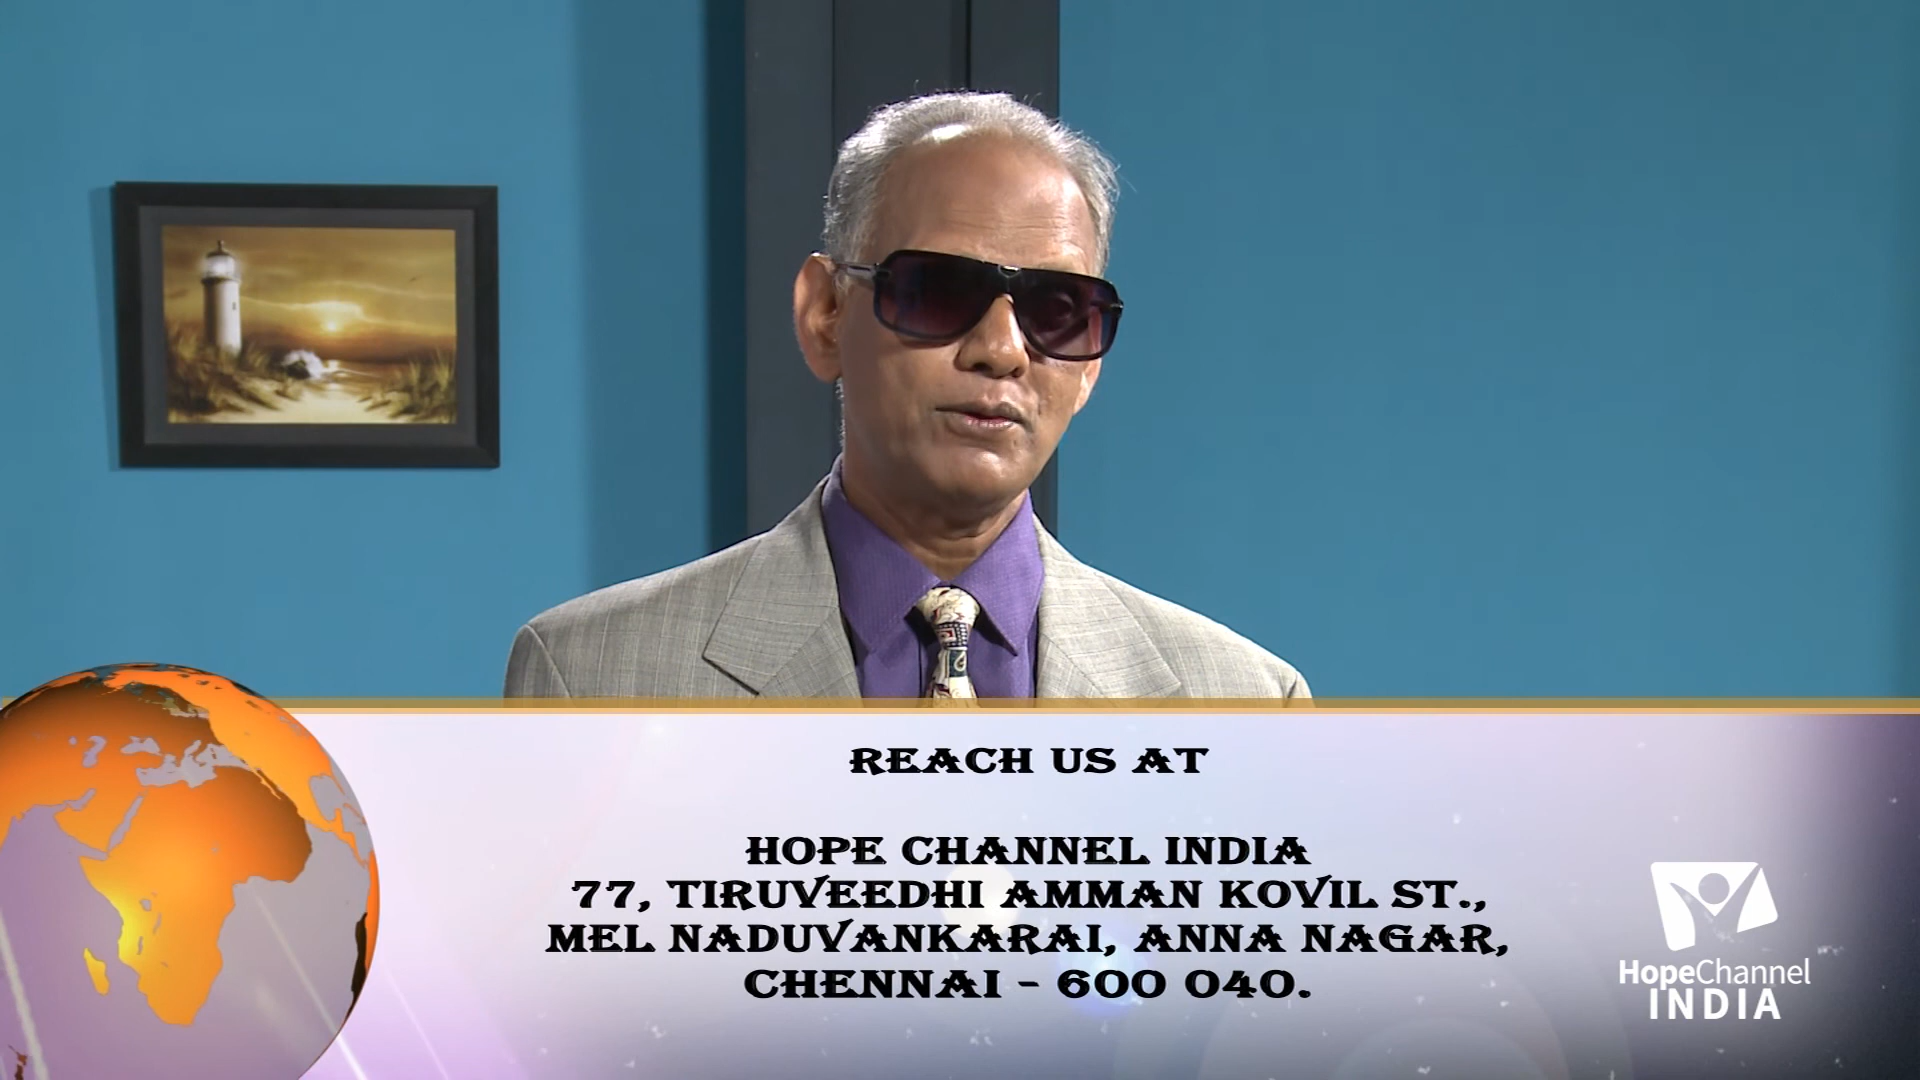 REACH US AT
HOPE CHANNEL INDIA
77, TIRUVEEDHI AMMAN KOVIL ST.,
MEL NADUVANKARAI, ANNA NAGAR,
CHENNAI - 600 040.
HopeChannel
INDIA